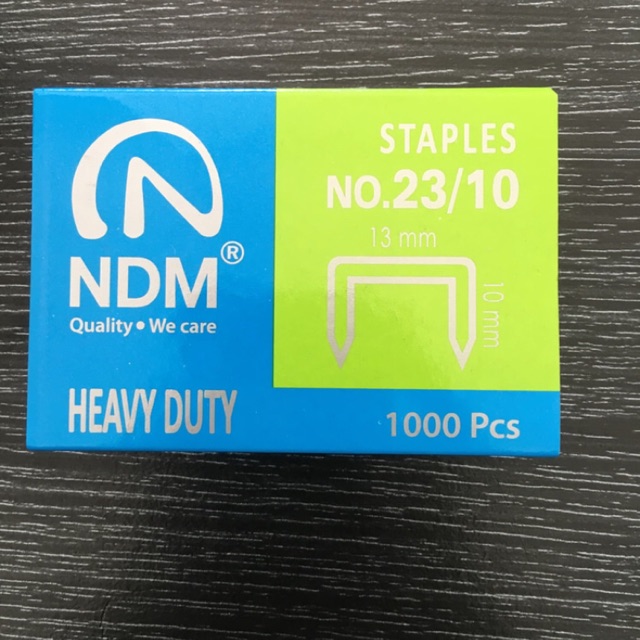 NDM®
Quality • We care
HEAVY DUTY
STAPLES
NO.23/10
13 mm
10 mm
1000 Pcs